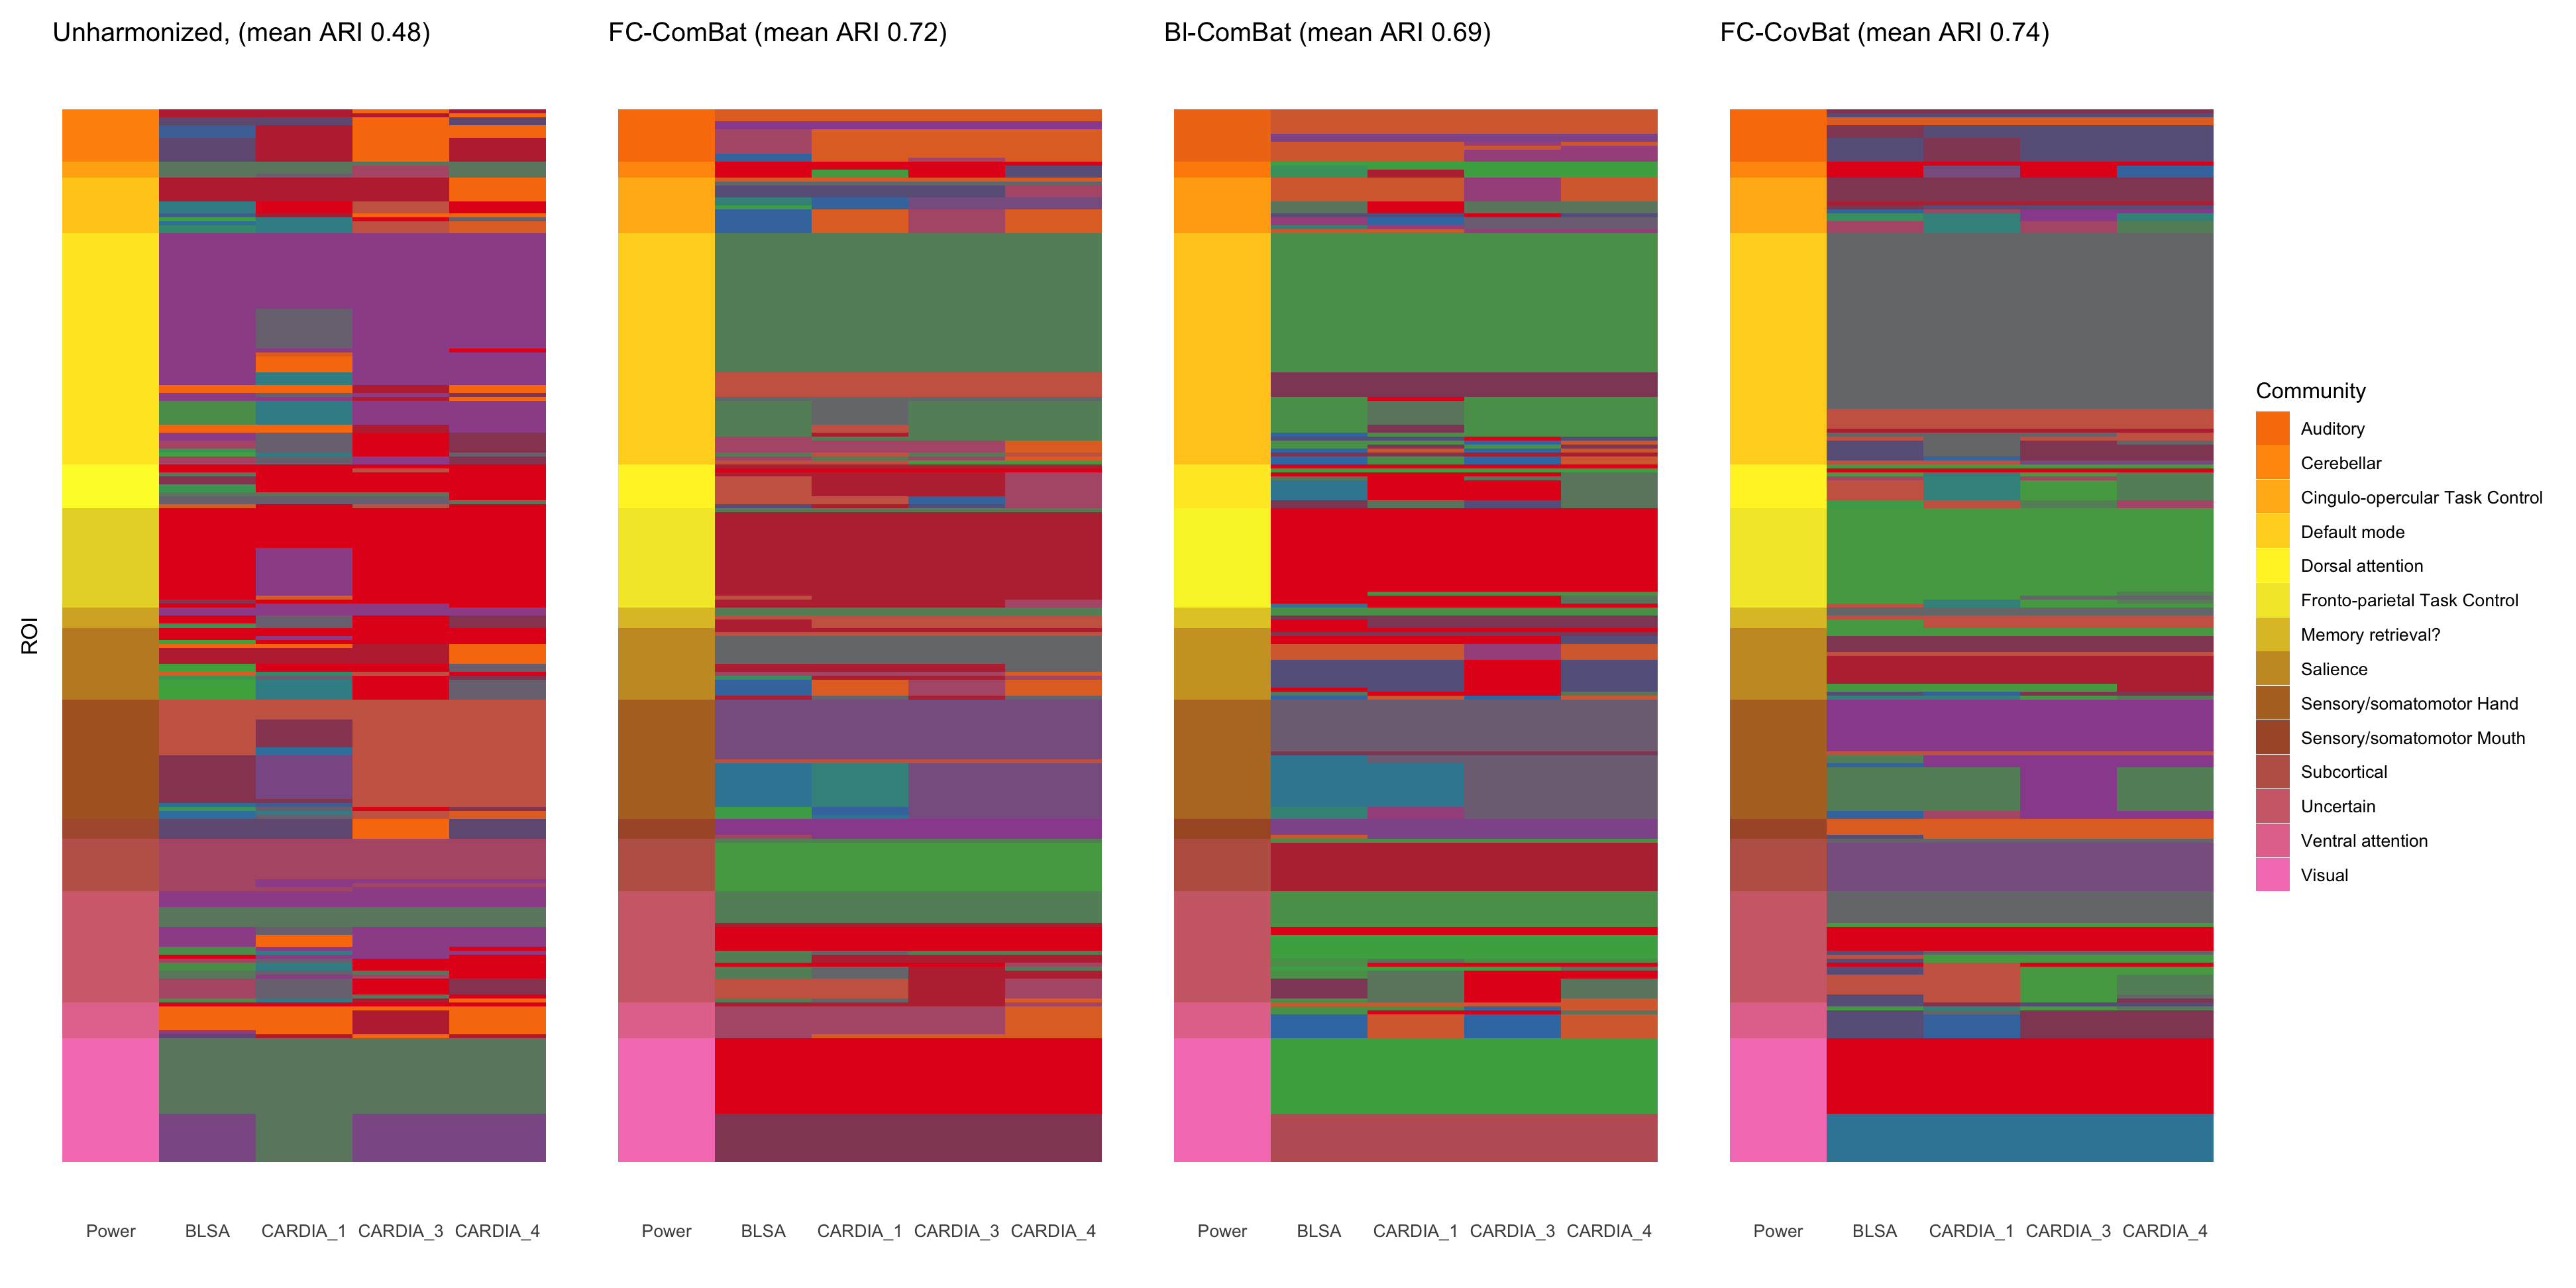 Unharmonized, (mean ARI 0.48)
FC-ComBat (mean ARI 0.72)
Bl-ComBat (mean ARI 0.69)
FC-CovBat (mean ARI 0.74)
ROI
Community
Auditory
Cerebellar
Cingulo-opercular Task Control
Default mode
Dorsal attention
Fronto-parietal Task Control
Memory retrieval?
Salience
Sensory/somatomotor Hand
Sensory/somatomotor Mouth
Subcortical
Uncertain
Ventral attention
Visual
Power BLSA CARDIA_1 CARDIA_3 CARDIA_4
Power BLSA CARDIA_1 CARDIA_3 CARDIA_4
Power BLSA CARDIA_1 CARDIA_3 CARDIA_4
Power BLSA CARDIA_1 CARDIA_3 CARDIA_4